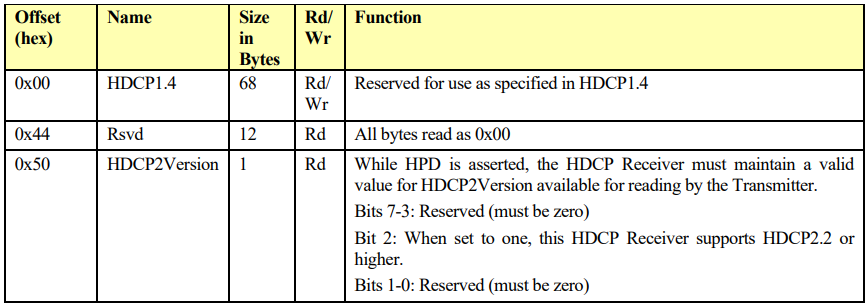 Offset (hex) Name Size in Bytes Rd/ Wr Function
0x00 HDCP1.4 68 Rd/ Wr Reserved for use as specified in HDCP1.4
0x44 Rsvd 12 Rd All bytes read as 0x00
0x50 HDCP2Version 1 Rd While HPD is asserted, the HDCP Receiver must maintain a valid
value for HDCP2Version available for reading by the Transmitter.
Bits 7-3: Reserved (must be zero)
Bit 2: When set to one, this HDCP Receiver supports HDCP2.2 or
higher.
Bits 1-0: Reserved (must be zero)